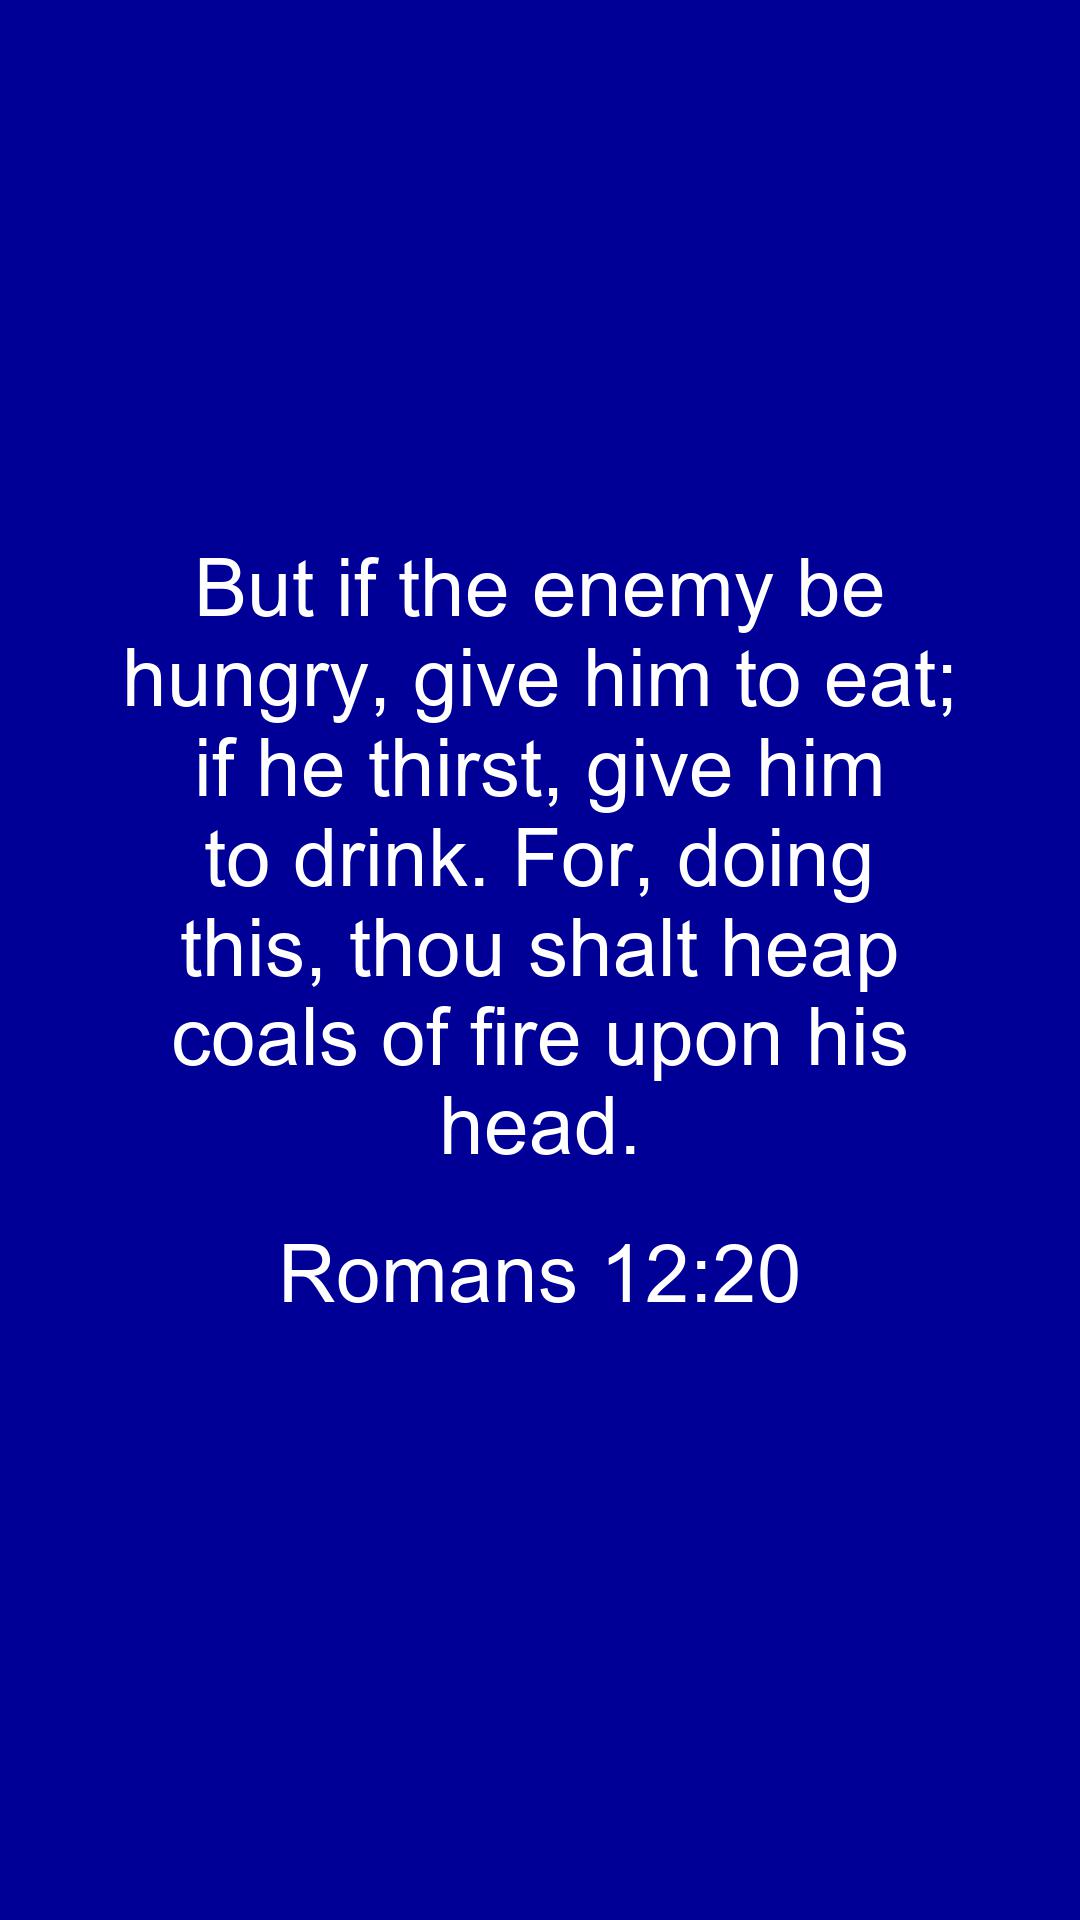 But if the enemy be
hungry, give him to eat;
if he thirst, give him
to drink. For, doing
this, thou shalt heap
coals of fire upon his
head.
Romans 12:20